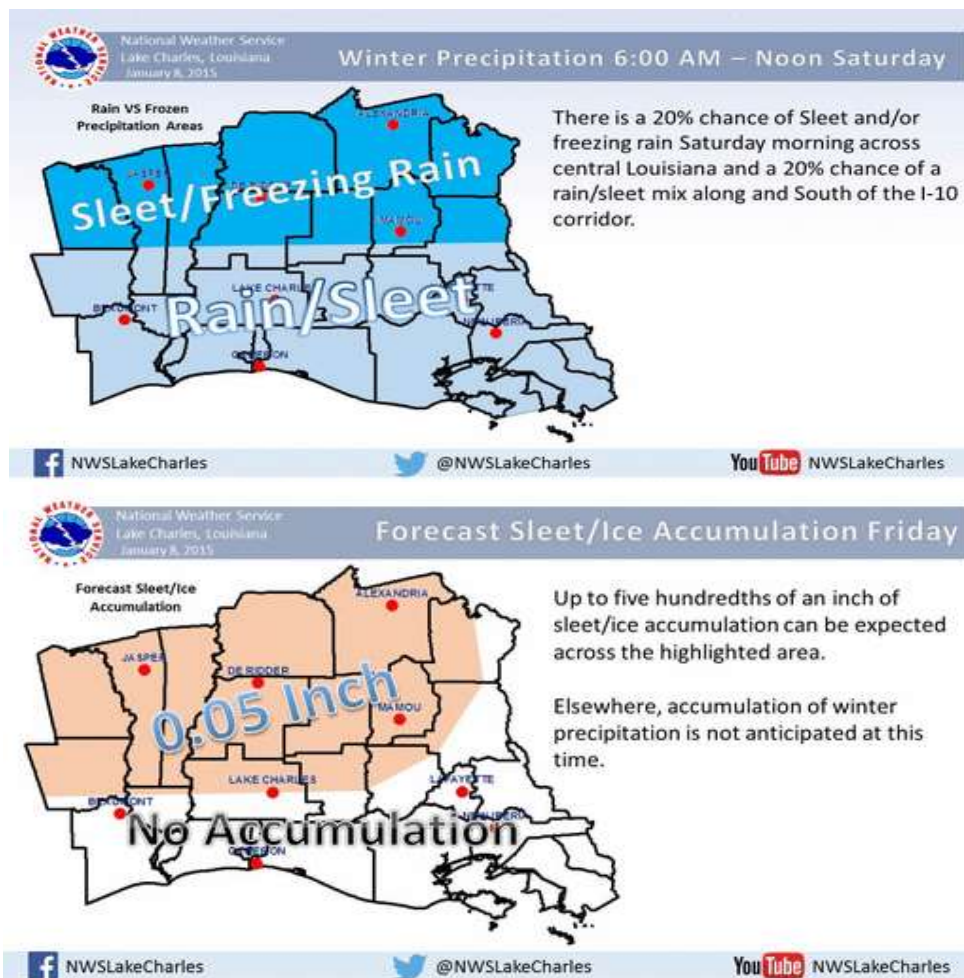 NATIONAL WEATHER SERVICE
National Weather Service
Lake Charles, Louisiana
January 8, 2015
Winter Precipitation 6:00 AM – Noon Saturday
Rain VS Frozen
Precipitation Areas
ALEXANDRIA
JASPER
Sleet/Freezing Rain
MAMOU
LAKE CHARLES
BEAUMONT
Rain/Sleet
CAMERON
There is a 20% chance of Sleet and/or
freezing rain Saturday morning across
central Louisiana and a 20% chance of a
rain/sleet mix along and South of the I-10
corridor.
NWSLakeCharles
@NWSLakeCharles
YouTube NWSLakeCharles
NATIONAL WEATHER SERVICE
National Weather Service
Lake Charles, Louisiana
January 8, 2015
Forecast Sleet/Ice Accumulation Friday
Forecast Sleet/Ice
Accumulation
ALEXANDRIA
JASPER
DE RIDDER
0.05 Inch
MAMOU
LAKE CHARLES
LAFAYETTE
BEAUMONT
No Accumulation
CAMERON
Up to five hundredths of an inch of
sleet/ice accumulation can be expected
across the highlighted area.
Elsewhere, accumulation of winter
precipitation is not anticipated at this
time.
NWSLakeCharles
@NWSLakeCharles
YouTube NWSLakeCharles